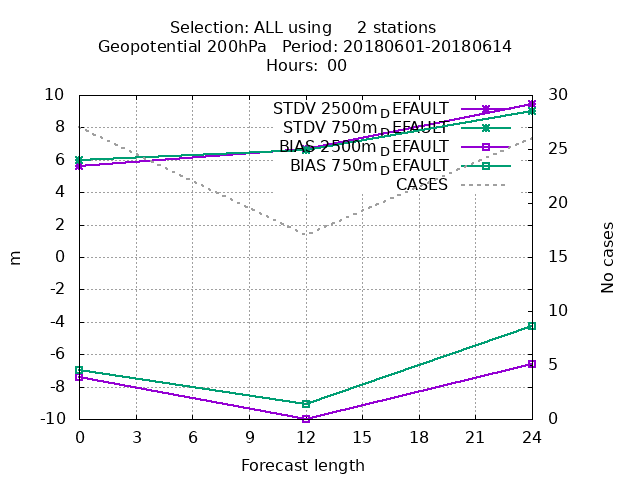 Selection: ALL using     2 stations
Geopotential 200hPa   Period: 20180601-20180614
Hours:  00
STDV 2500m_DEFAULT
STDV 750m_DEFAULT
BIAS 2500m_DEFAULT
BIAS 750m_DEFAULT
CASES
10
8
6
4
2
0
-2
-4
-6
-8
-10
m
30
25
20
15
10
5
0
No cases
0 3 6 9 12 15 18 21 24
Forecast length